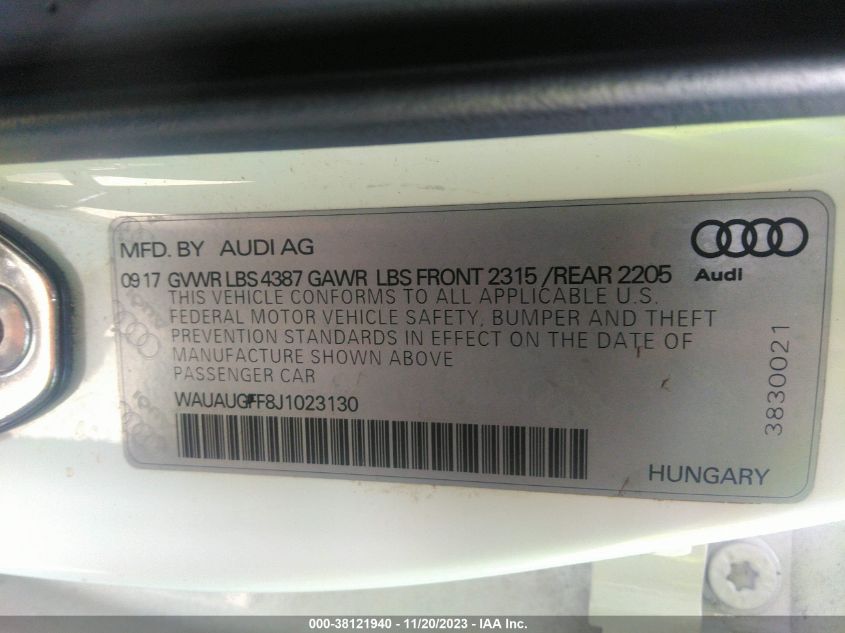 MFD. BY AUDI AG
09 17 GVWR LBS 4387 GAWR LBS FRONT 2315 /REAR 2205
Audi
THIS VEHICLE CONFORMS TO ALL APPLICABLE U.S.
FEDERAL MOTOR VEHICLE SAFETY, BUMPER AND THEFT
PREVENTION STANDARDS IN EFFECT ON THE DATE OF
MANUFACTURE SHOWN ABOVE
PASSENGER CAR
WAUAUGFF8J1023130
3830021
HUNGARY
000-38121940 - 11/20/2023 - IAA Inc.